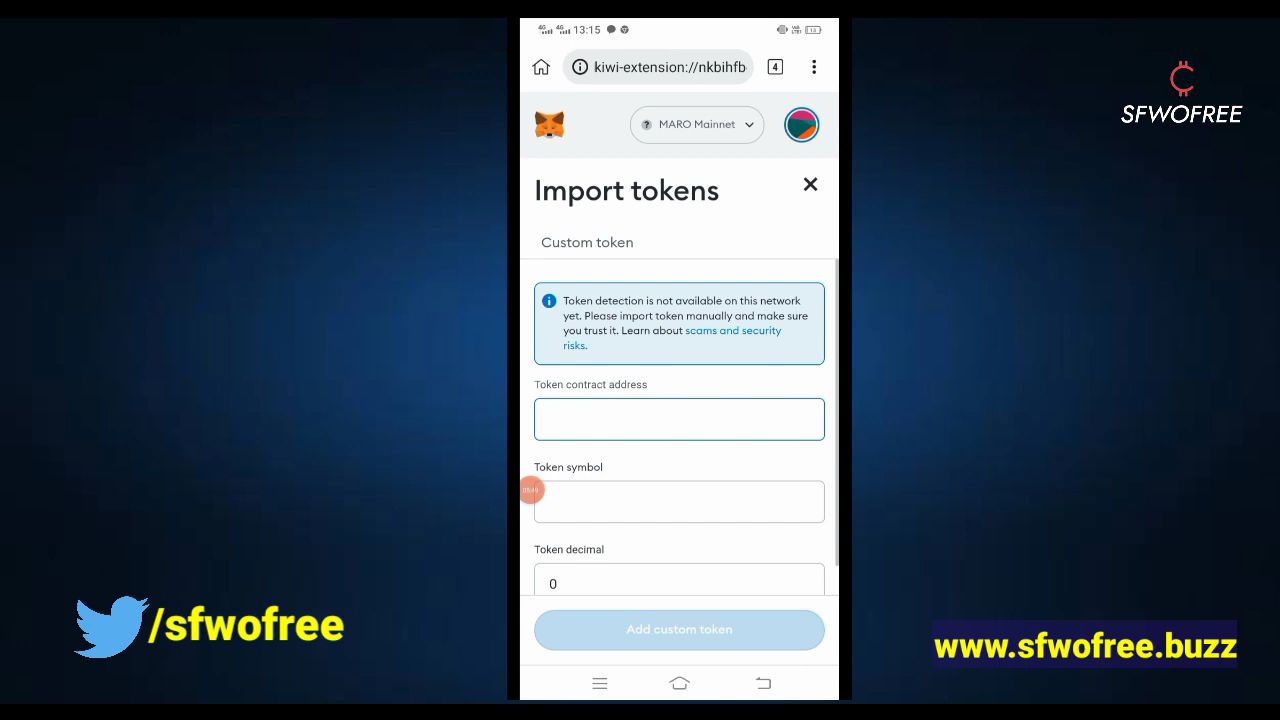 13:15
kiwi-extension://nkbihfb
4
MARO Mainnet
Import tokens
Custom token
Token detection is not available on this network
yet. Please import token manually and make sure
you trust it. Learn about scams and security
risks.
Token contract address
Token symbol
05:49
Token decimal
0
Add custom token
SFWOFREE
/sfwofree
www.sfwofree.buzz